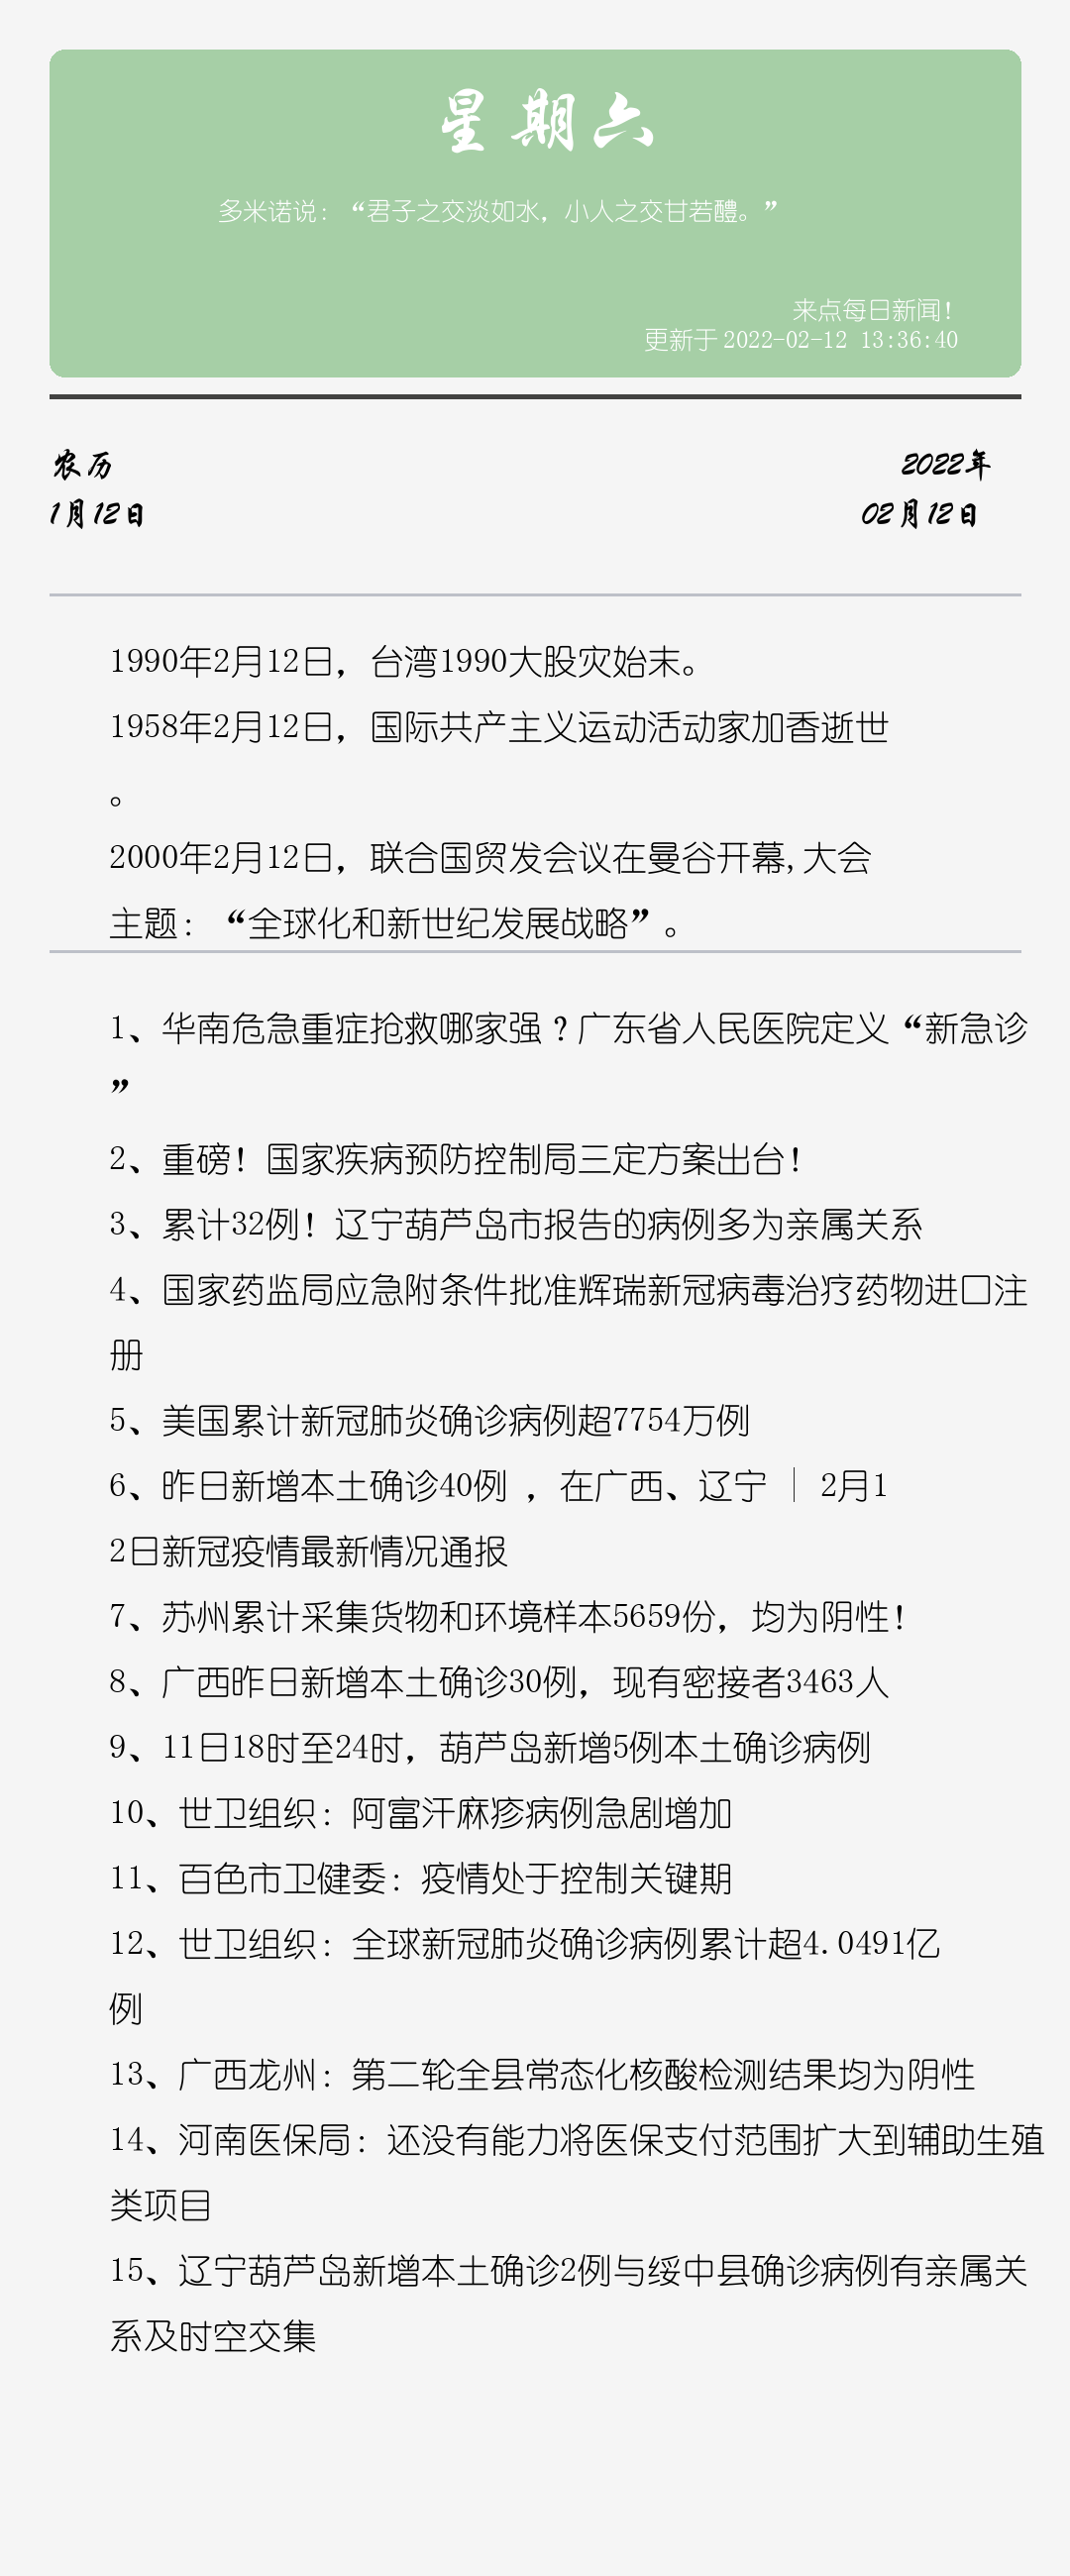 星期六
多米诺说：“君子之交淡如水，小人之交甘若醴。”
来点每日新闻！
更新于 2022-02-12 13:36:40
农历
2022年
1月12日
02月12日
1990年2月12日，台湾1990大股灾始末。
1958年2月12日，国际共产主义运动活动家加香逝世
。
2000年2月12日，联合国贸发会议在曼谷开幕,大会
主题：“全球化和新世纪发展战略”。
1、华南危急重症抢救哪家强？广东省人民医院定义“新急诊
”
2、重磅！国家疾病预防控制局三定方案出台！
3、累计32例！辽宁葫芦岛市报告的病例多为亲属关系
4、国家药监局应急附条件批准辉瑞新冠病毒治疗药物进口注
册
5、美国累计新冠肺炎确诊病例超7754万例
6、昨日新增本土确诊40例 ，在广西、辽宁 ｜ 2月1
2日新冠疫情最新情况通报
7、苏州累计采集货物和环境样本5659份，均为阴性！
8、广西昨日新增本土确诊30例，现有密接者3463人
9、11日18时至24时，葫芦岛新增5例本土确诊病例
10、世卫组织：阿富汗麻疹病例急剧增加
11、百色市卫健委：疫情处于控制关键期
12、世卫组织：全球新冠肺炎确诊病例累计超4.0491亿
例
13、广西龙州：第二轮全县常态化核酸检测结果均为阴性
14、河南医保局：还没有能力将医保支付范围扩大到辅助生殖
类项目
15、辽宁葫芦岛新增本土确诊2例与绥中县确诊病例有亲属关
系及时空交集